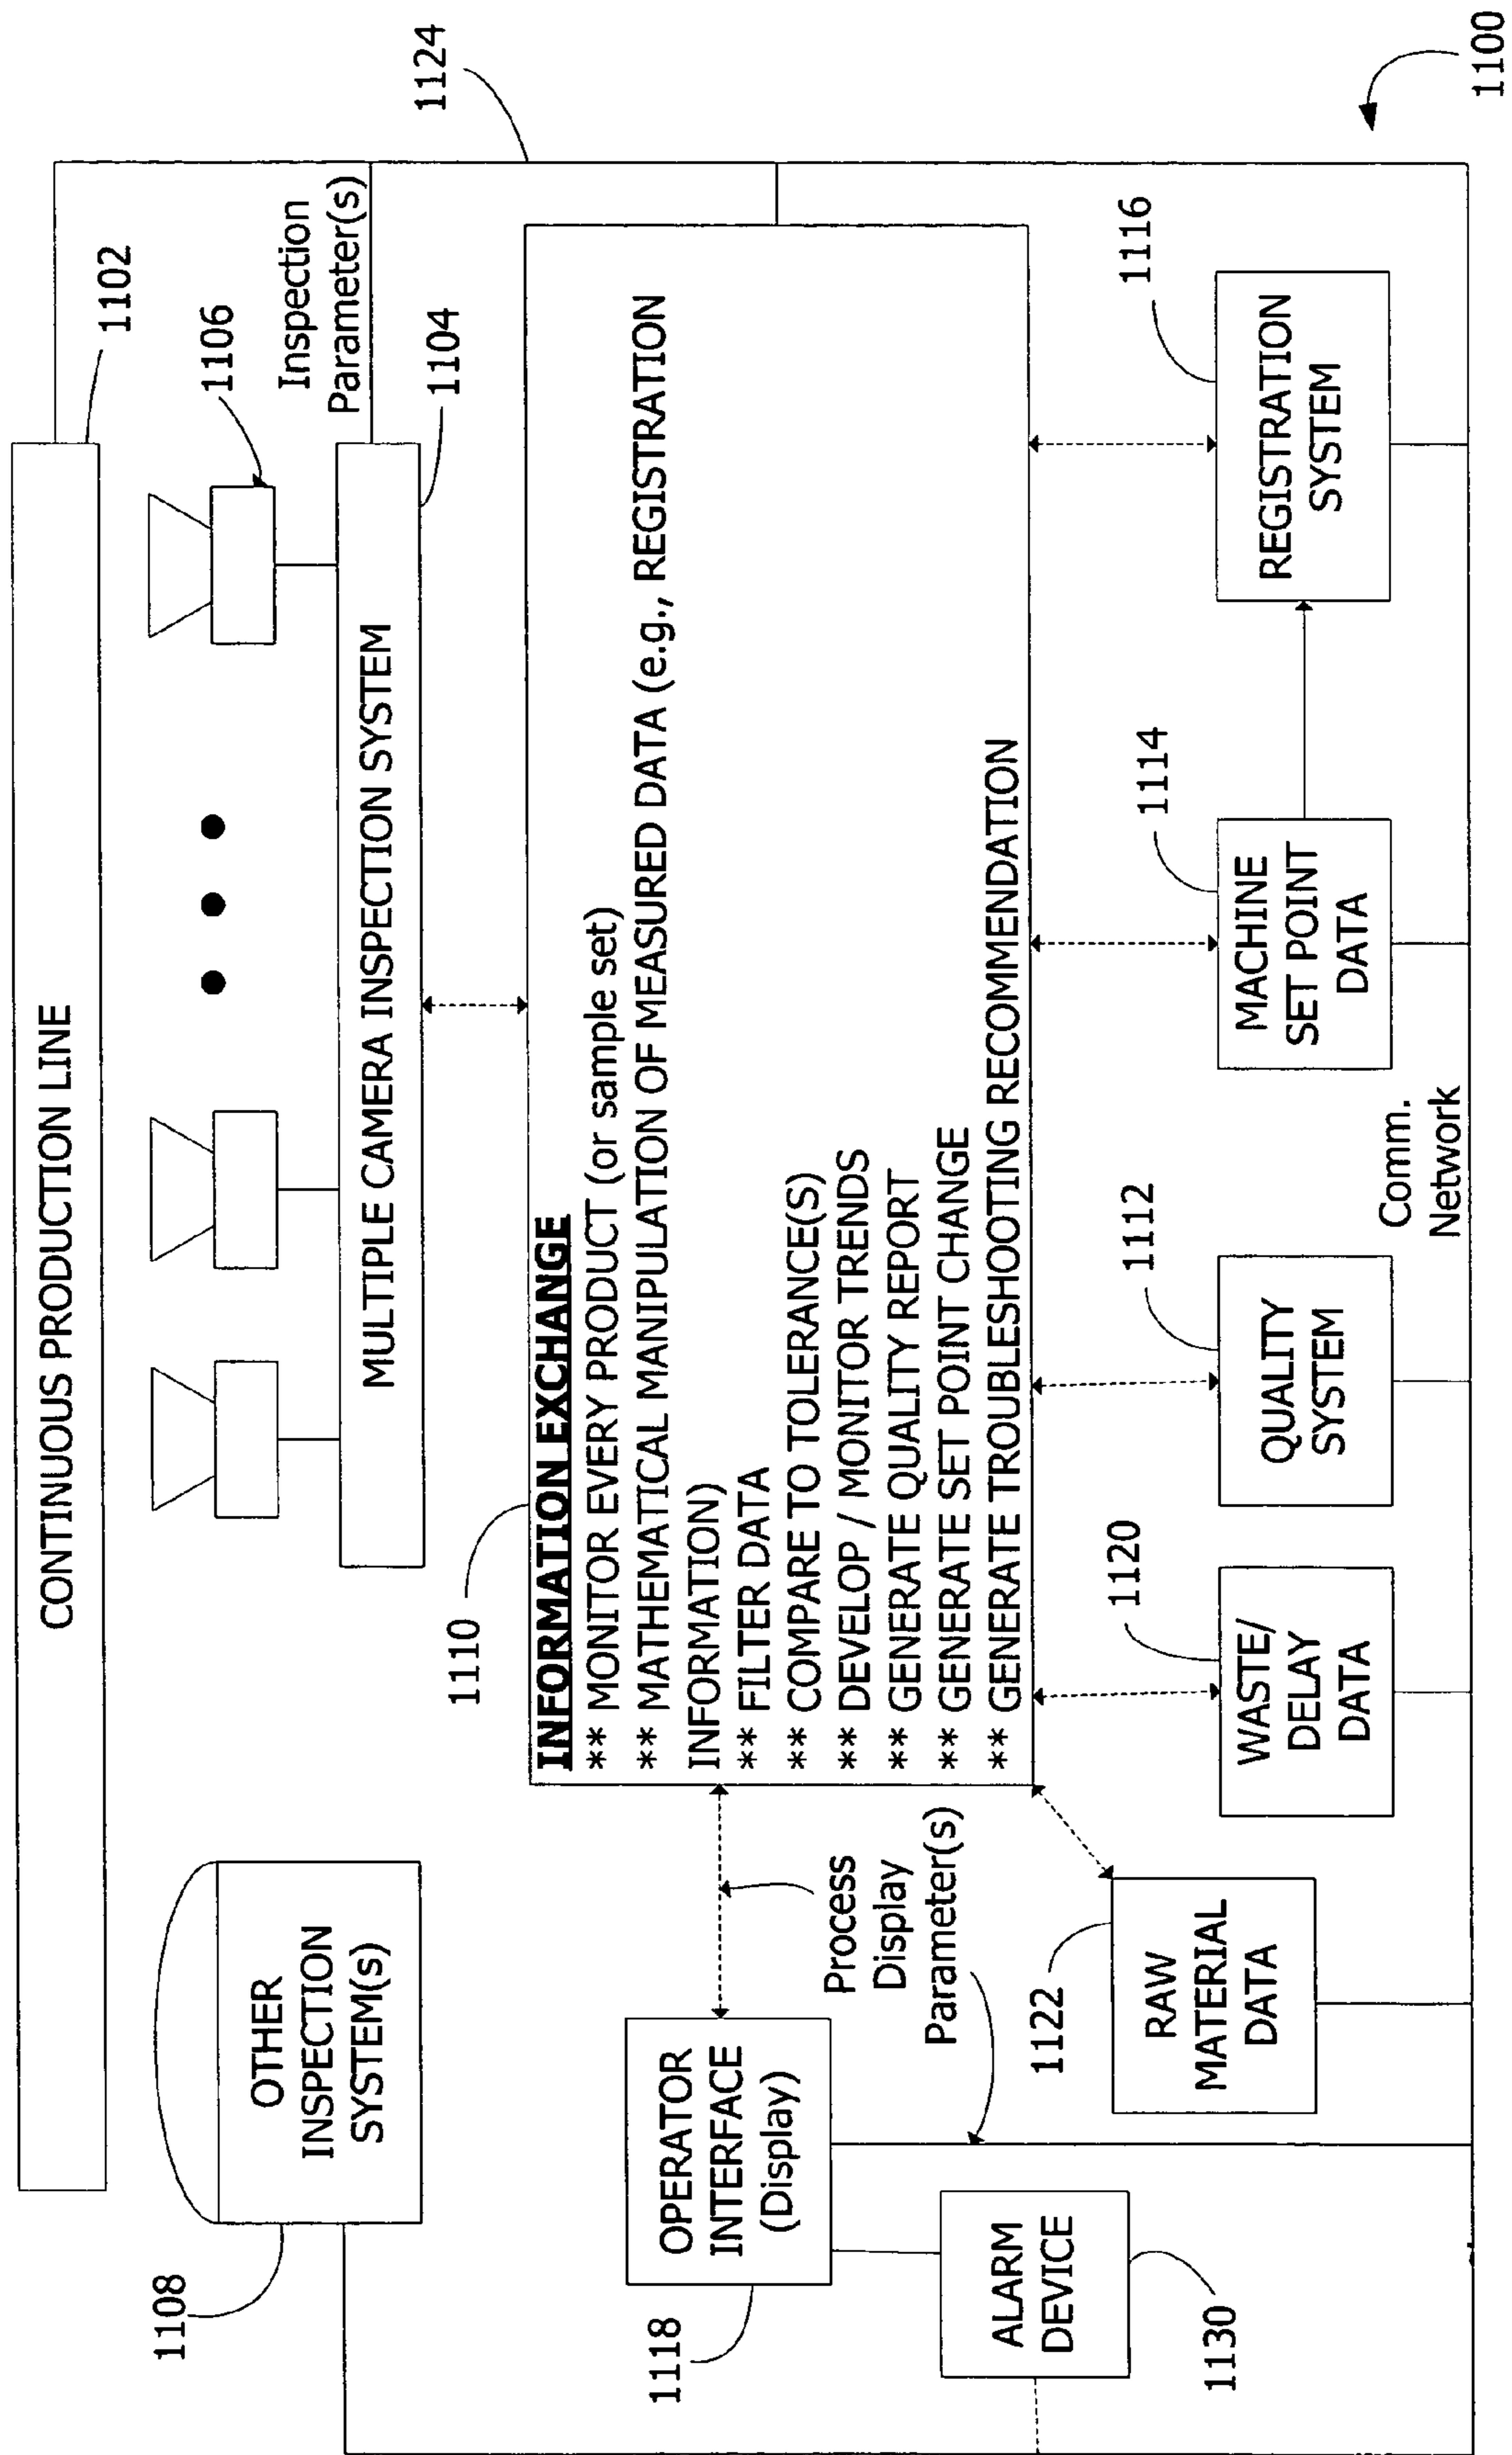 CONTINUOUS PRODUCTION LINE
1102
1106
Inspection
Parameter(s)
1124
1108
OTHER
INSPECTION
SYSTEM(s)
MULTIPLE CAMERA INSPECTION SYSTEM
1104
1110
INFORMATION EXCHANGE
** MONITOR EVERY PRODUCT (or sample set)
** MATHEMATICAL MANIPULATION OF MEASURED DATA (e.g., REGISTRATION
INFORMATION)
** FILTER DATA
** COMPARE TO TOLERANCE(S)
** DEVELOP / MONITOR TRENDS
** GENERATE QUALITY REPORT
** GENERATE SET POINT CHANGE
** GENERATE TROUBLESHOOTING RECOMMENDATION
1118
OPERATOR
INTERFACE
(Display)
Process
Display
Parameter(s)
ALARM
DEVICE
1130
1122
RAW
MATERIAL
DATA
1120
WASTE/
DELAY
DATA
1112
QUALITY
SYSTEM
1114
MACHINE
SET POINT
DATA
1116
REGISTRATION
SYSTEM
Comm.
Network
1100